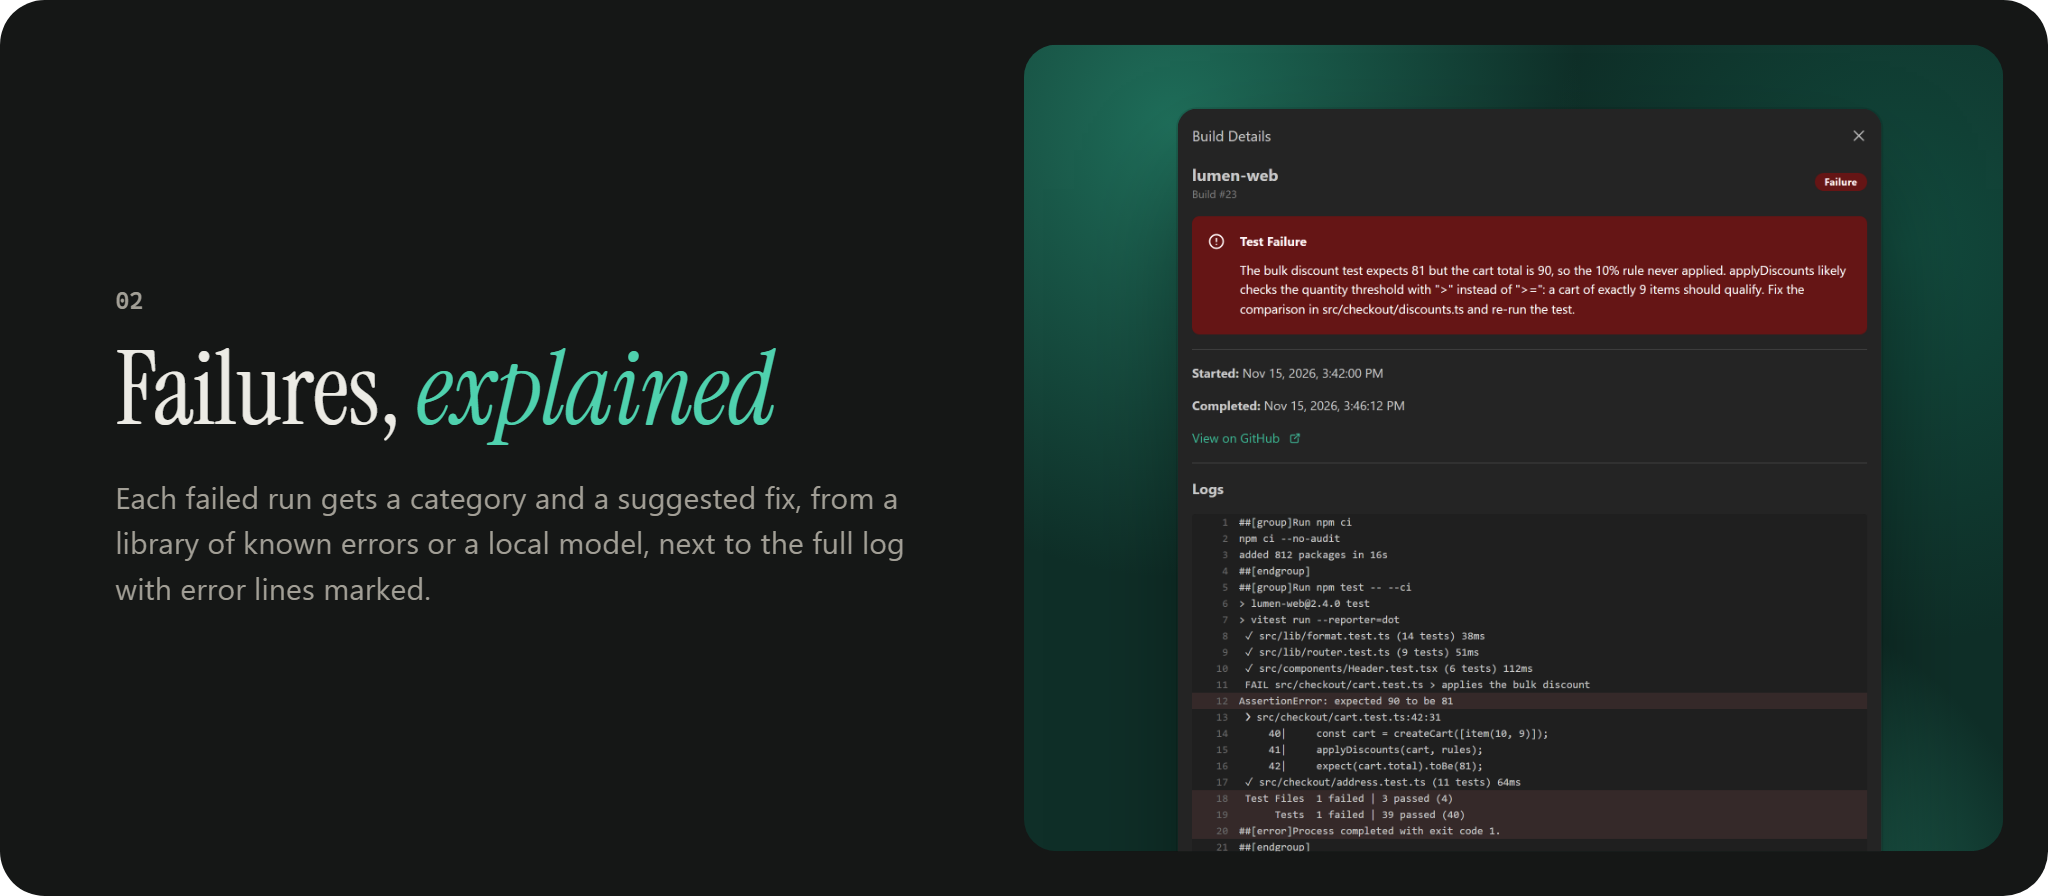 02
Failures, explained
Each failed run gets a category and a suggested fix, from a
library of known errors or a local model, next to the full log
with error lines marked.
Build Details
lumen-web
Failure
Build #23
Test Failure
The bulk discount test expects 81 but the cart total is 90, so the 10% rule never applied. applyDiscounts likely
checks the quantity threshold with ">" instead of ">=": a cart of exactly 9 items should qualify. Fix the
comparison in src/checkout/discounts.ts and re-run the test.
Started: Nov 15, 2026, 3:42:00 PM
Completed: Nov 15, 2026, 3:46:12 PM
View on GitHub
Logs
1 ##[group]Run npm ci
2 npm ci --no-audit
3 added 812 packages in 16s
4 ##[endgroup]
5 ##[group]Run npm test -- --ci
6 > lumen-web@2.4.0 test
7 > vitest run --reporter=dot
8 ✓ src/lib/format.test.ts (14 tests) 38ms
9 ✓ src/lib/router.test.ts (9 tests) 51ms
10 ✓ src/components/Header.test.tsx (6 tests) 112ms
11 FAIL src/checkout/cart.test.ts > applies the bulk discount
12 AssertionError: expected 90 to be 81
13 ❯ src/checkout/cart.test.ts:42:31
14 40| const cart = createCart([item(10, 9)]);
15 41| applyDiscounts(cart, rules);
16 42| expect(cart.total).toBe(81);
17 ✓ src/checkout/address.test.ts (11 tests) 64ms
18 Test Files 1 failed | 3 passed (4)
19 Tests 1 failed | 39 passed (40)
20 ##[error]Process completed with exit code 1.
21 ##[endgroup]